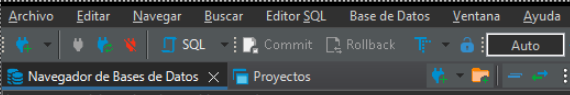 Archivo Editar Navegar Buscar Editor SQL Base de Datos Ventana Ayuda
SQL Commit Rollback Auto
Navegador de Bases de Datos Proyectos